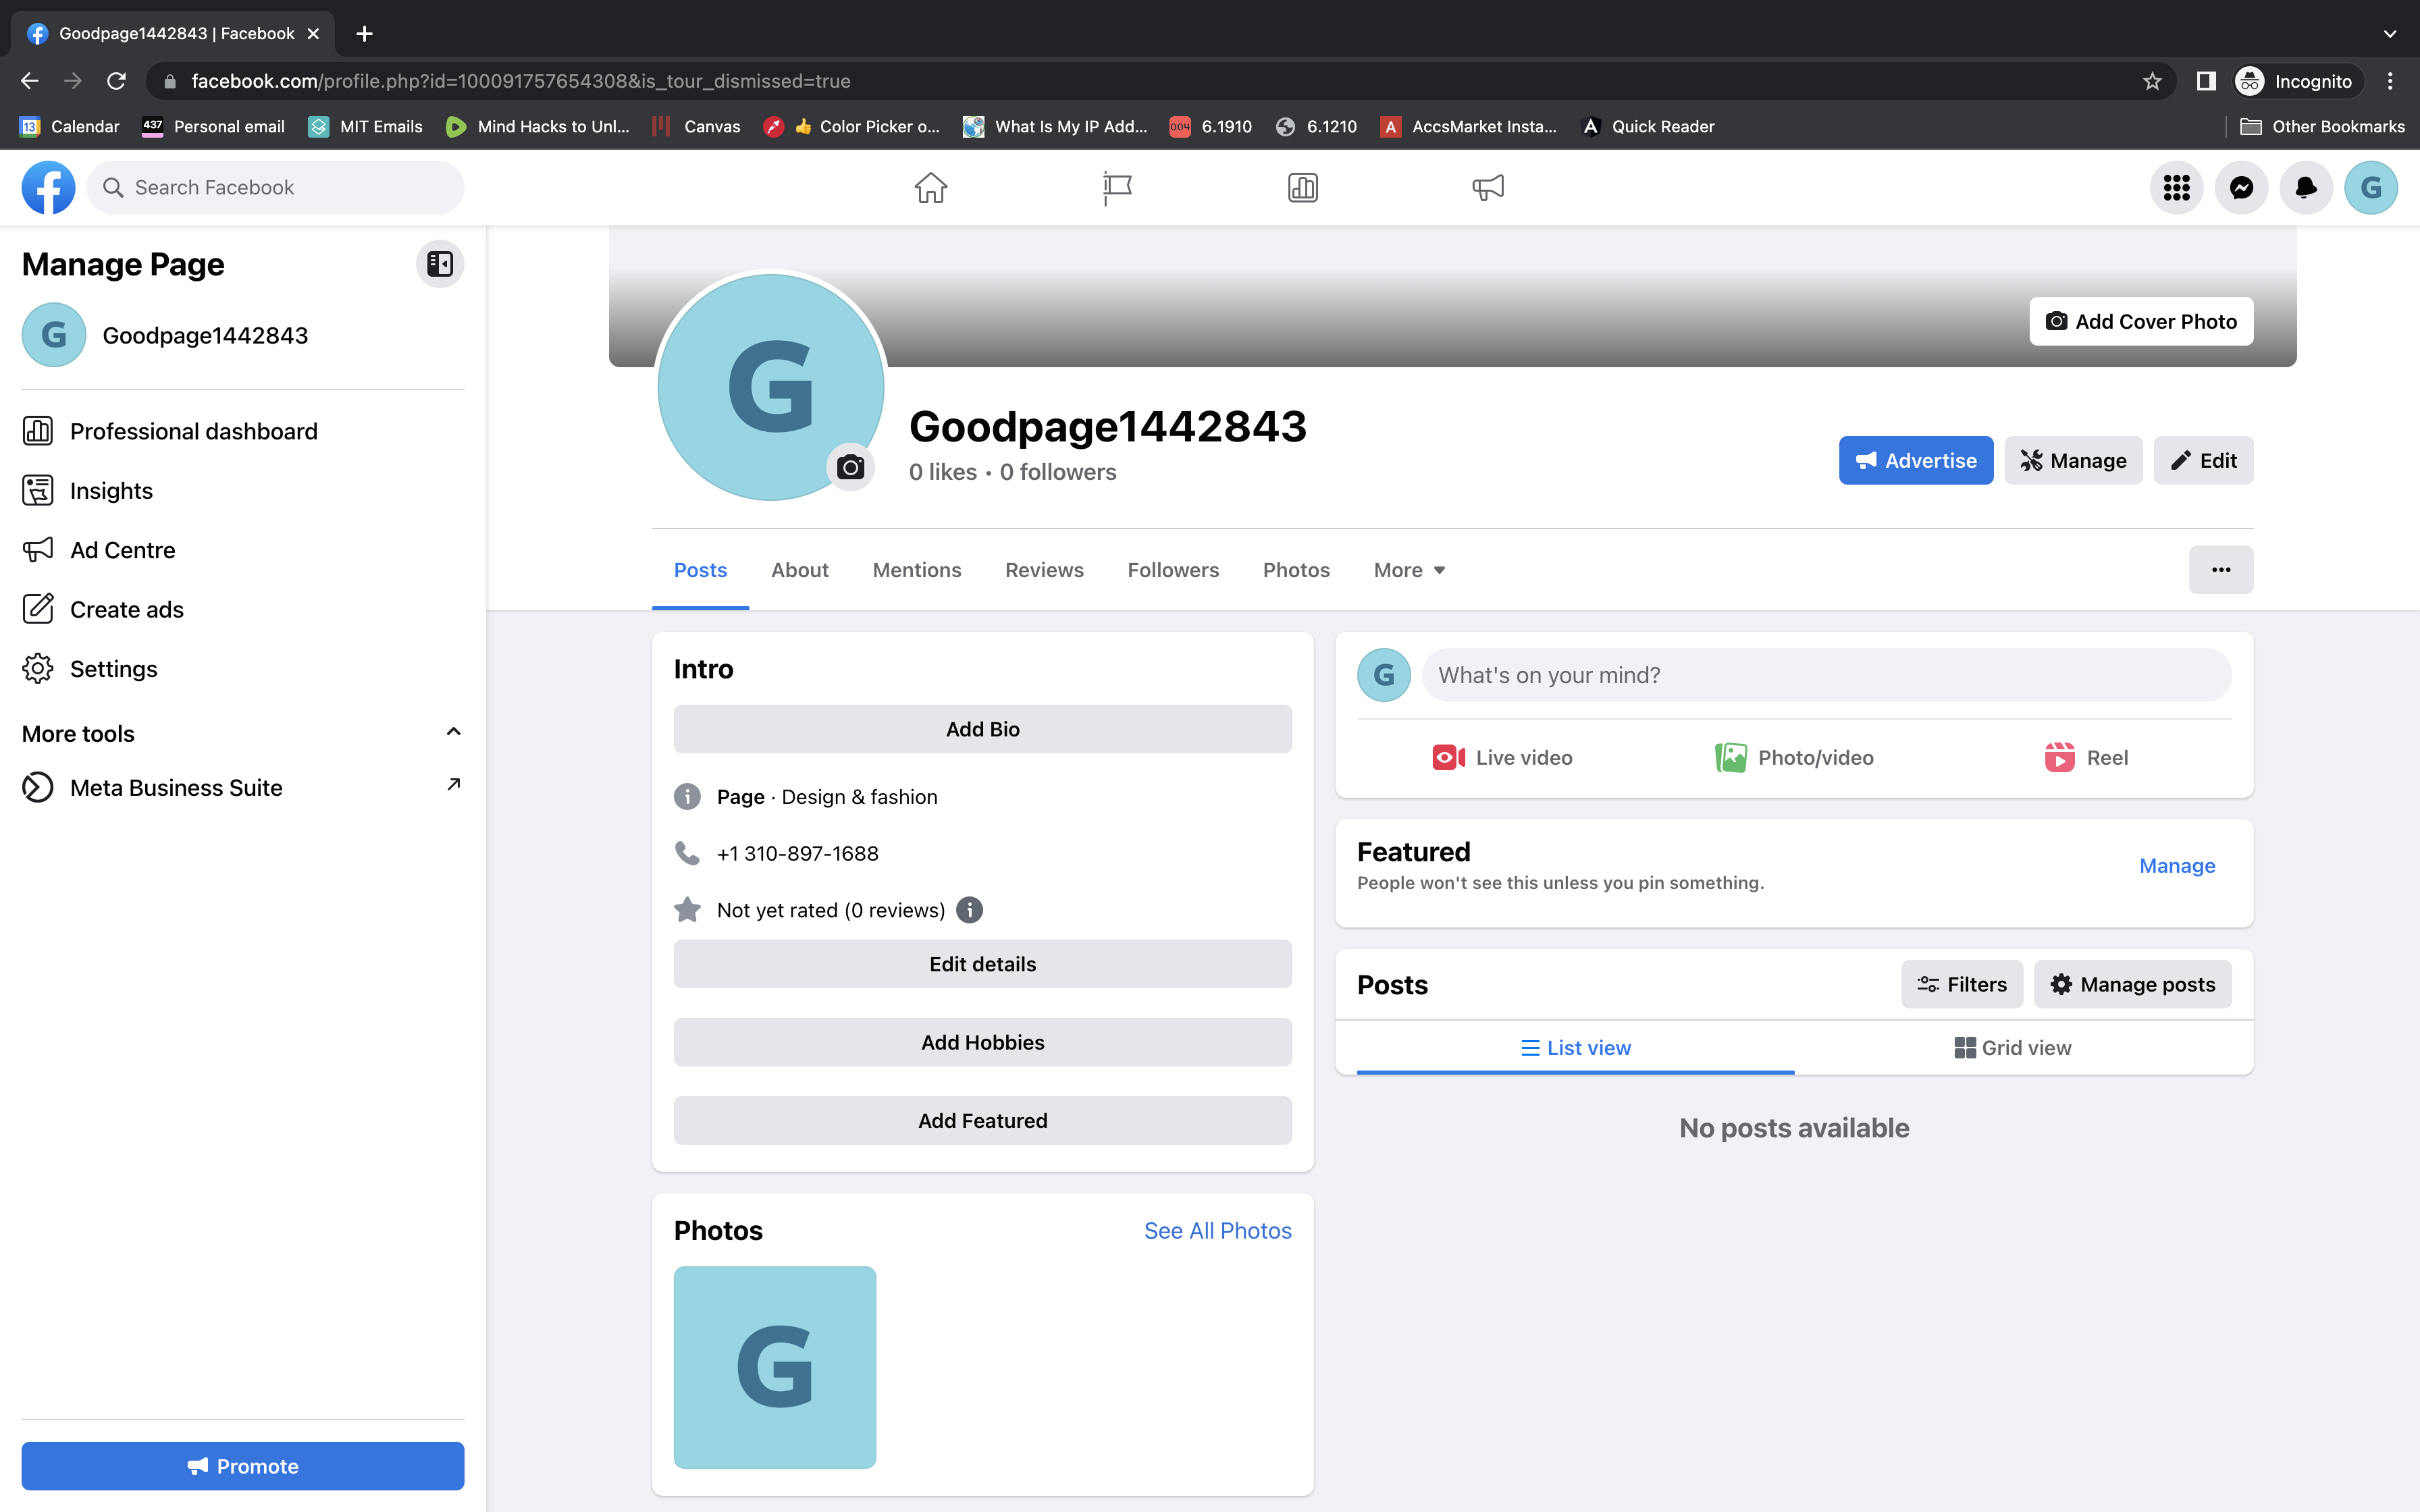 Goodpage1442843 | Facebook
facebook.com/profile.php?id=100091757654308&is_tour_dismissed=true
Incognito
13 Calendar
437 Personal email
MIT Emails
Mind Hacks to Unl...
Canvas
👍 Color Picker o...
What Is My IP Add...
004 6.1910
6.1210
A AccsMarket Insta...
A Quick Reader
Other Bookmarks
Search Facebook
G
Manage Page
G Goodpage1442843
Professional dashboard
Insights
Ad Centre
Create ads
Settings
More tools
Meta Business Suite
Promote
Add Cover Photo
G
Goodpage1442843
0 likes • 0 followers
Advertise
Manage
Edit
Posts
About
Mentions
Reviews
Followers
Photos
More
Intro
Add Bio
Page · Design & fashion
+1 310-897-1688
Not yet rated (0 reviews)
Edit details
Add Hobbies
Add Featured
Photos
See All Photos
G
G
What's on your mind?
Live video
Photo/video
Reel
Featured
People won't see this unless you pin something.
Manage
Posts
Filters
Manage posts
List view
Grid view
No posts available